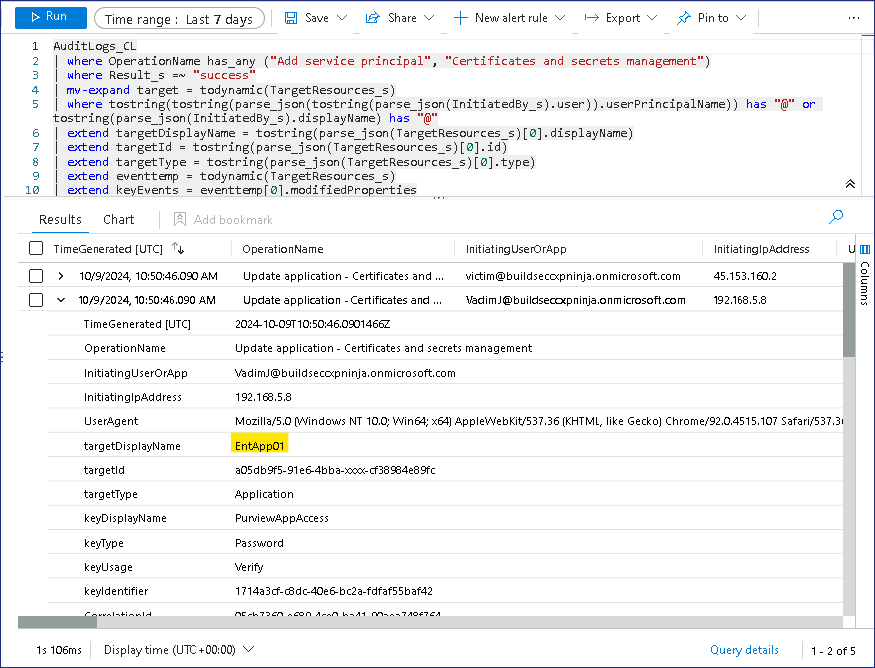 Run
Time range : Last 7 days
Save
Share
New alert rule
Export
Pin to
...
1 AuditLogs_CL
2 | where OperationName has_any ("Add service principal", "Certificates and secrets management")
3 | where Result_s =~ "success"
4 | mv-expand target = todynamic(TargetResources_s)
5 | where tostring(tostring(parse_json(tostring(parse_json(InitiatedBy_s).user)).userPrincipalName)) has "@" or
tostring(parse_json(InitiatedBy_s).displayName) has "@"
6 | extend targetDisplayName = tostring(parse_json(TargetResources_s)[0].displayName)
7 | extend targetId = tostring(parse_json(TargetResources_s)[0].id)
8 | extend targetType = tostring(parse_json(TargetResources_s)[0].type)
9 | extend eventtemp = todynamic(TargetResources_s)
10 | extend keyEvents = eventtemp[0].modifiedProperties
Results Chart Add bookmark
TimeGenerated [UTC] OperationName InitiatingUserOrApp InitiatingIpAddress U
Columns
10/9/2024, 10:50:46.090 AM Update application - Certificates and ... victim@buildseccxpninja.onmicrosoft.com 45.153.160.2
10/9/2024, 10:50:46.090 AM Update application - Certificates and ... VadimJ@buildseccxpninja.onmicrosoft.com 192.168.5.8
TimeGenerated [UTC] 2024-10-09T10:50:46.0901466Z
OperationName Update application - Certificates and secrets management
InitiatingUserOrApp VadimJ@buildseccxpninja.onmicrosoft.com
InitiatingIpAddress 192.168.5.8
UserAgent Mozilla/5.0 (Windows NT 10.0; Win64; x64) AppleWebKit/537.36 (KHTML, like Gecko) Chrome/92.0.4515.107 Safari/537.3
targetDisplayName EntApp01
targetId a05db9f5-91e6-4bba-xxxx-cf38984e89fc
targetType Application
keyDisplayName PurviewAppAccess
keyType Password
keyUsage Verify
keyIdentifier 1714a3cf-c8dc-40e6-bc2a-fdfaf55baf42
CorrelationId
1s 106ms Display time (UTC+00:00) Query details 1 - 2 of 5